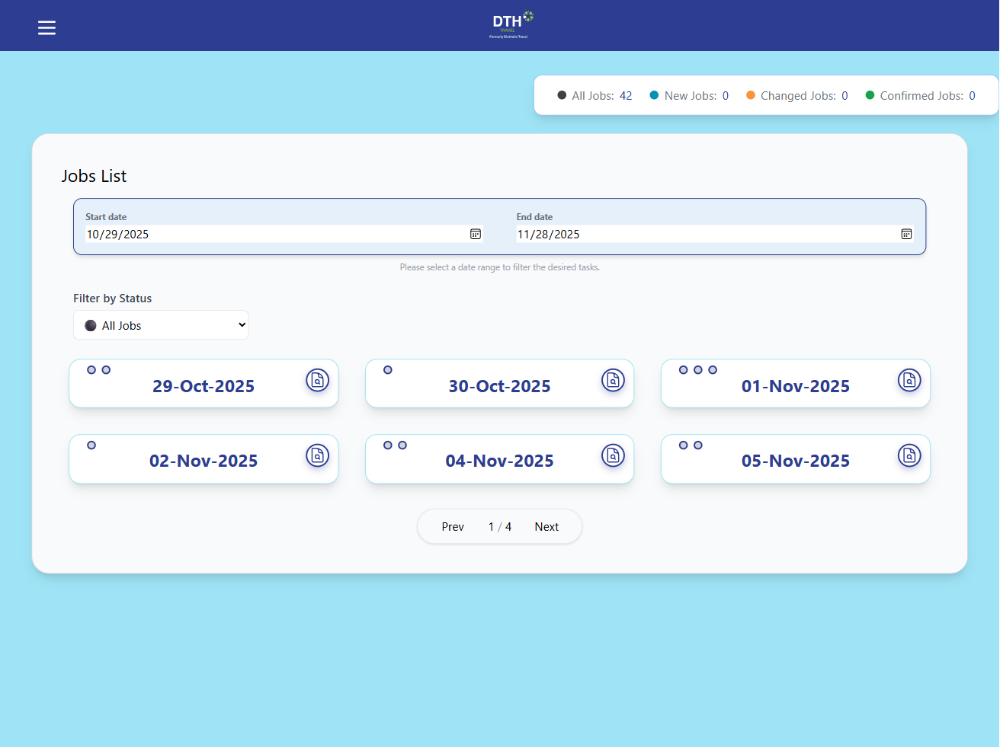 DTH
TRAVEL
Formerly Diethelm Travel
All Jobs: 42 New Jobs: 0 Changed Jobs: 0 Confirmed Jobs: 0
Jobs List
Start date End date
10/29/2025 11/28/2025
Please select a date range to filter the desired tasks.
Filter by Status
All Jobs
29-Oct-2025 30-Oct-2025 01-Nov-2025
02-Nov-2025 04-Nov-2025 05-Nov-2025
Prev 1 / 4 Next